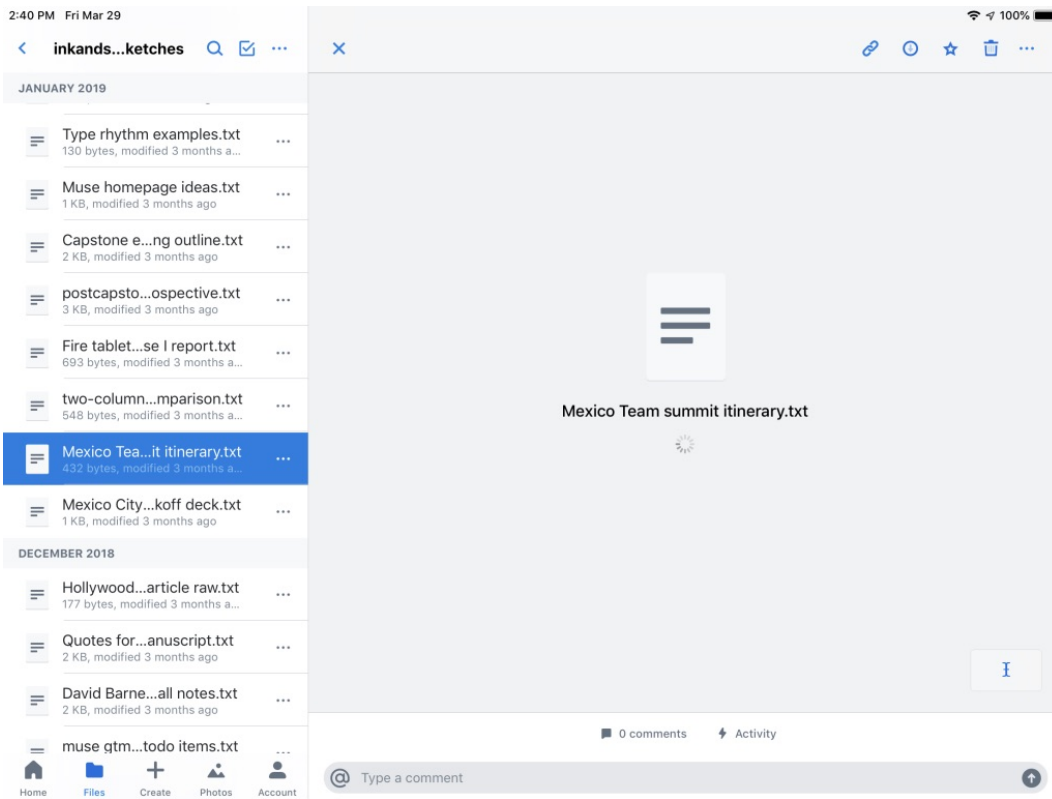 2:40 PM Fri Mar 29
100%
inkands...ketches
JANUARY 2019
Type rhythm examples.txt
130 bytes, modified 3 months a...
Muse homepage ideas.txt
1 KB, modified 3 months ago
Capstone e...ng outline.txt
2 KB, modified 3 months ago
postcapsto...ospective.txt
3 KB, modified 3 months ago
Fire tablet...se I report.txt
693 bytes, modified 3 months a...
two-column...mparison.txt
548 bytes, modified 3 months a...
Mexico Tea...it itinerary.txt
432 bytes, modified 3 months a...
Mexico City...koff deck.txt
1 KB, modified 3 months ago
DECEMBER 2018
Hollywood...article raw.txt
177 bytes, modified 3 months a...
Quotes for...anuscript.txt
2 KB, modified 3 months ago
David Barne...all notes.txt
2 KB, modified 3 months ago
muse gtm...todo items.txt
Home Files Create Photos Account
Mexico Team summit itinerary.txt
0 comments Activity
@ Type a comment